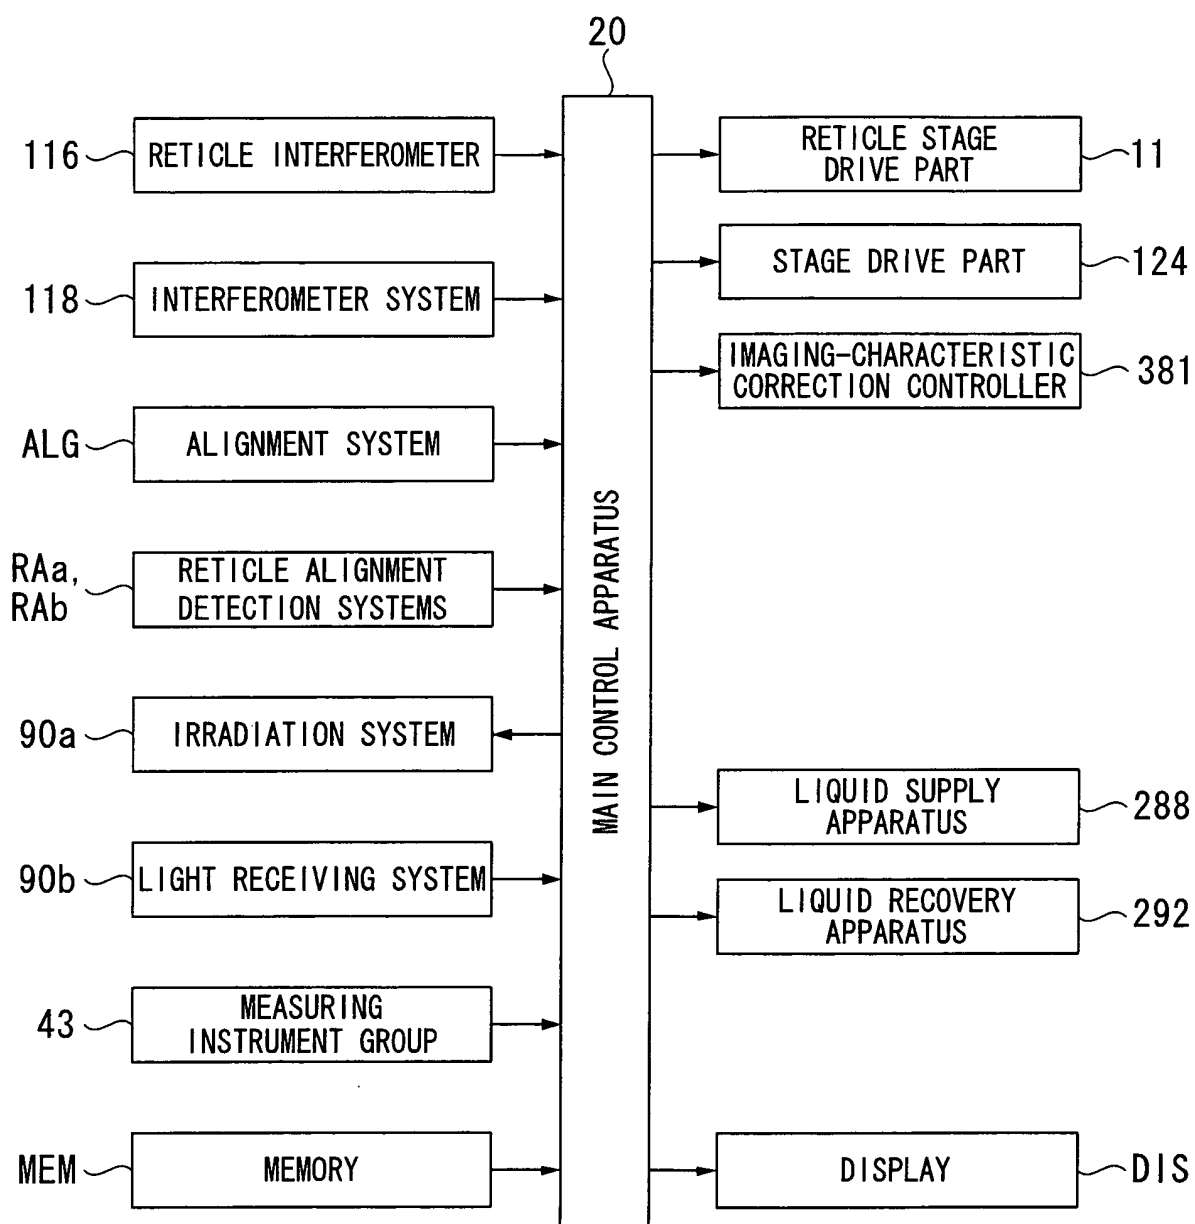 20
116
RETICLE INTERFEROMETER
RETICLE STAGE
DRIVE PART
11
118
INTERFEROMETER SYSTEM
STAGE DRIVE PART
124
IMAGING-CHARACTERISTIC
CORRECTION CONTROLLER
381
ALG
ALIGNMENT SYSTEM
RAa,
RAb
RETICLE ALIGNMENT
DETECTION SYSTEMS
MAIN CONTROL APPARATUS
90a
IRRADIATION SYSTEM
LIQUID SUPPLY
APPARATUS
288
90b
LIGHT RECEIVING SYSTEM
LIQUID RECOVERY
APPARATUS
292
43
MEASURING
INSTRUMENT GROUP
MEM
MEMORY
DISPLAY
DIS